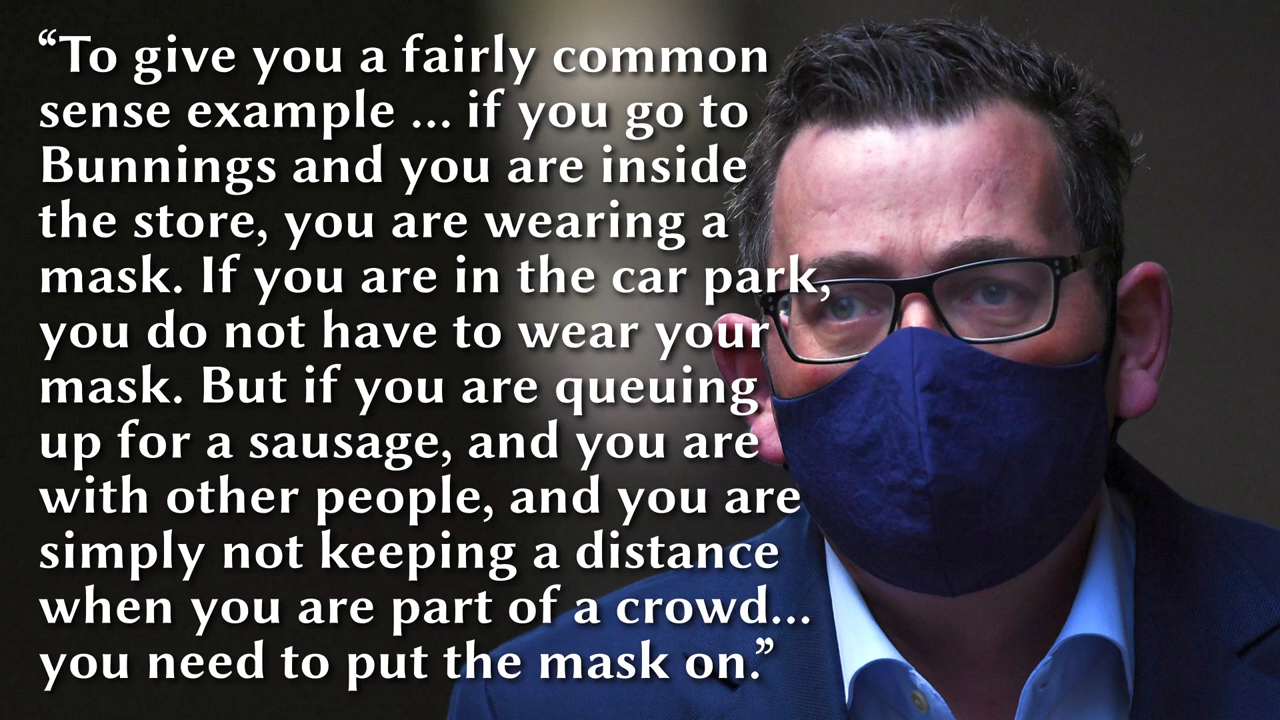 “To give you a fairly common
sense example ... if you go to
Bunnings and you are inside
the store, you are wearing a
mask. If you are in the car park,
you do not have to wear your
mask. But if you are queuing
up for a sausage, and you are
with other people, and you are
simply not keeping a distance
when you are part of a crowd...
you need to put the mask on.”